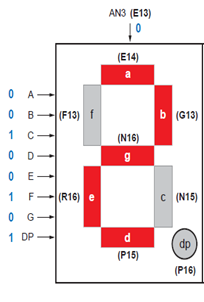 AN3 (E13)
0
(E14)
a
0 A
0 B (F13) f b (G13)
1 C
0 D (N16)
g
0 E
1 F (R16) e c (N15)
0 G
1 DP d dp
(P15)
(P16)